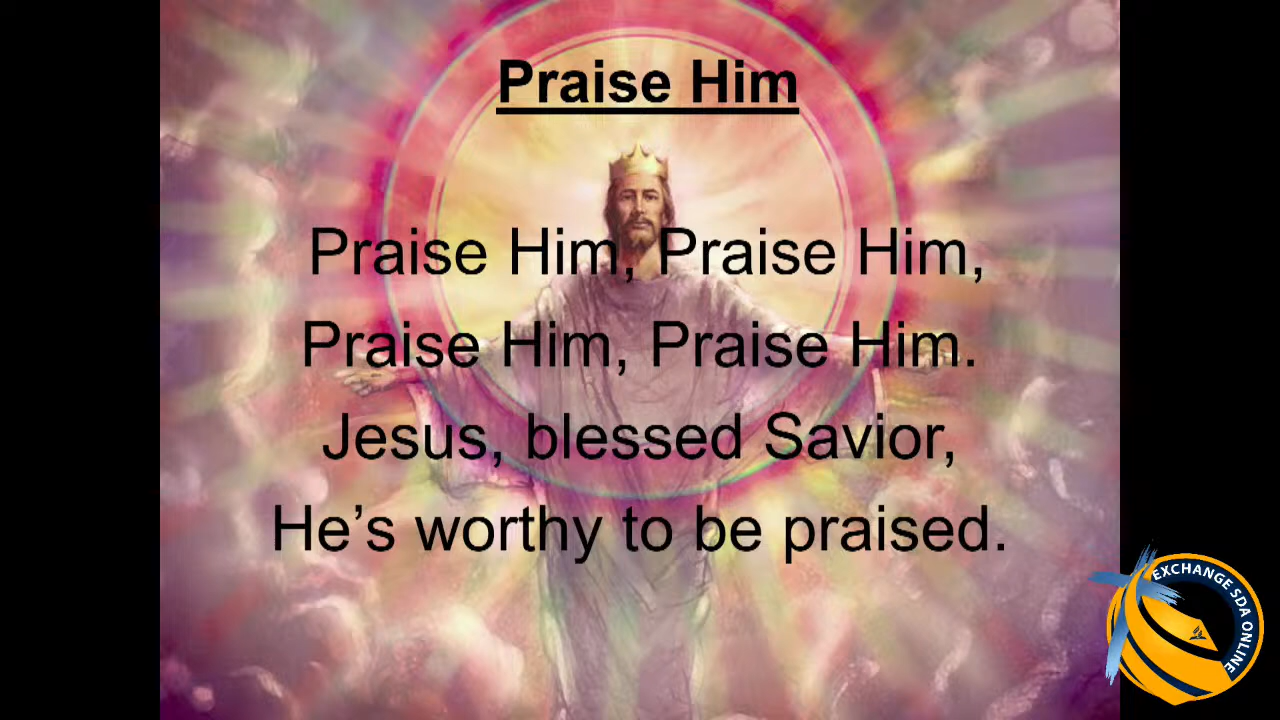 Praise Him
Praise Him, Praise Him,
Praise Him, Praise Him.
Jesus, blessed Savior,
He’s worthy to be praised.
EXCHANGE SDA ONLINE